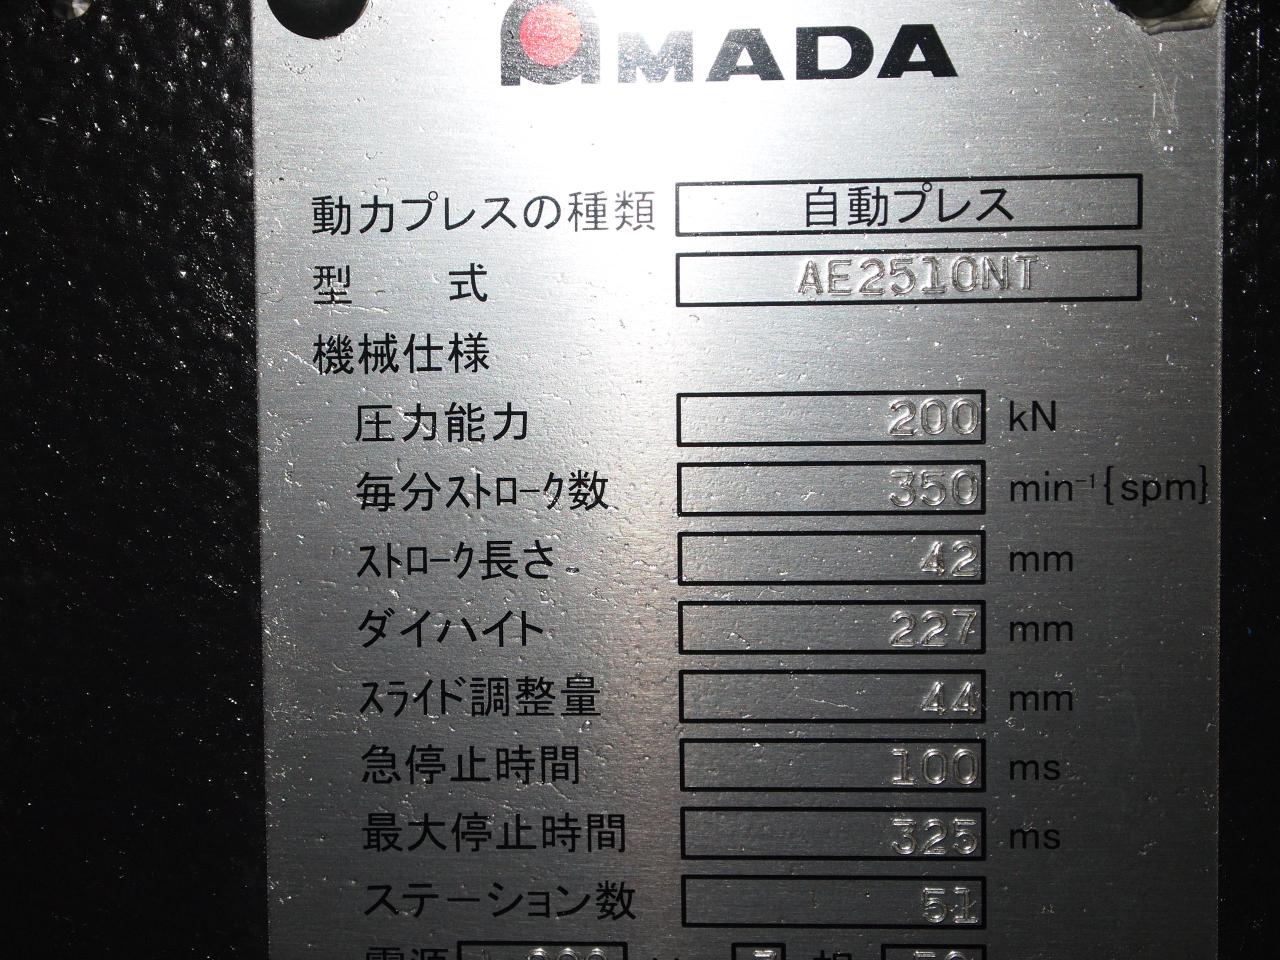 AMADA
動力プレスの種類 自動プレス
型式 AE2510NT
機械仕様
圧力能力 200 kN
毎分ストローク数 350 min⁻¹{spm}
ストローク長さ 42 mm
ダイハイト 227 mm
スライド調整量 44 mm
急停止時間 100 ms
最大停止時間 325 ms
ステーション数 51
電源